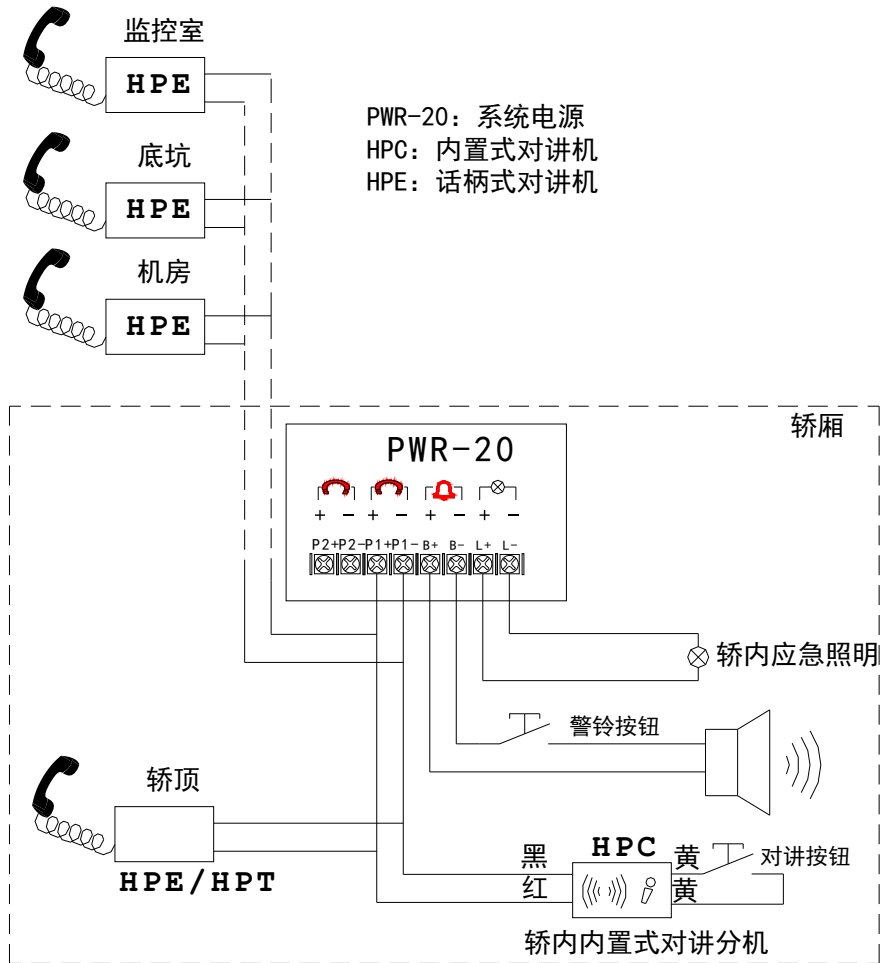 监控室
HPE
PWR-20: 系统电源
HPC: 内置式对讲机
HPE: 话柄式对讲机
底坑
HPE
机房
HPE
轿厢
PWR-20
+ - + - + - + -
P2+ P2- P1+ P1- B+ B- L+ L-
轿内应急照明
警铃按钮
轿顶
HPE/HPT
黑
HPC
黄
对讲按钮
红
黄
轿内内置式对讲分机